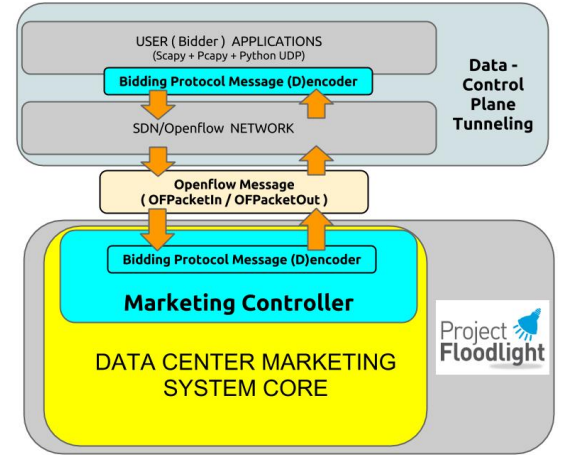 USER ( Bidder )  APPLICATIONS
(Scapy + Pcapy + Python UDP)
Bidding Protocol Message (D)encoder
SDN/Openflow NETWORK
Data -
Control
Plane
Tunneling
Openflow Message
( OFPacketIn / OFPacketOut )
Bidding Protocol Message (D)encoder
Marketing Controller
DATA CENTER MARKETING
SYSTEM CORE
Project
Floodlight